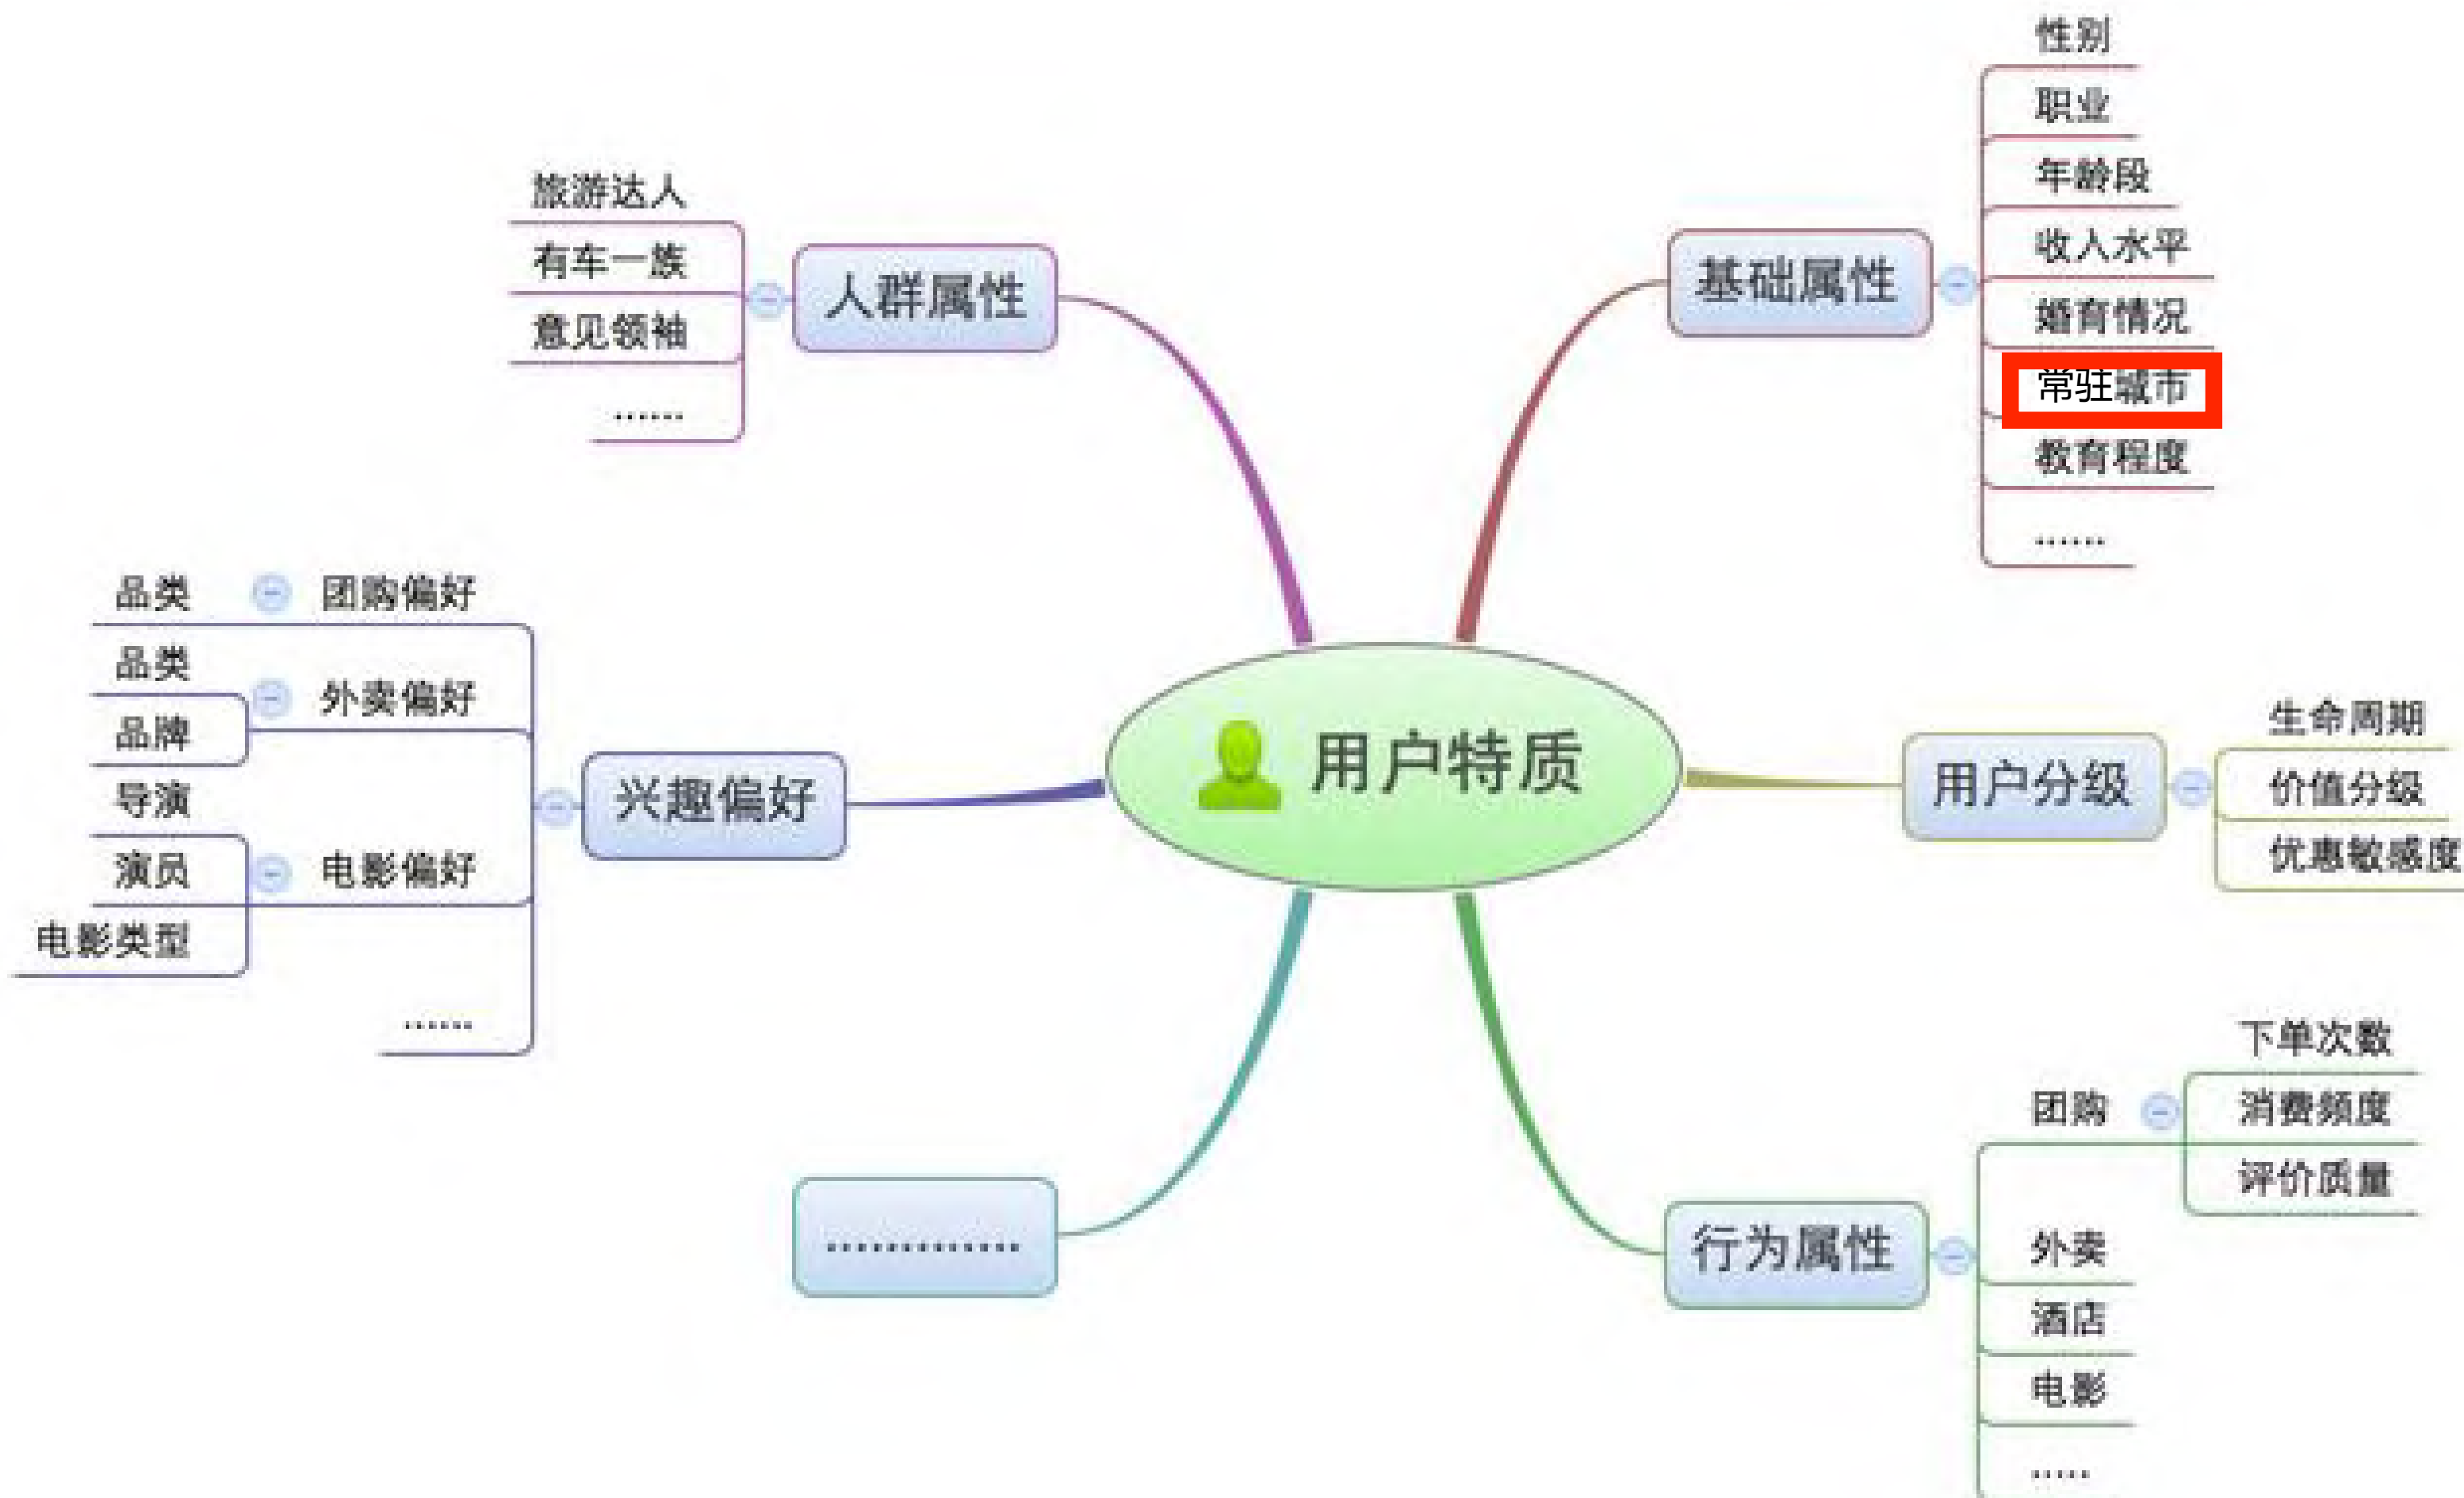 用户特质
人群属性
旅游达人
有车一族
意见领袖
......
基础属性
性别
职业
年龄段
收入水平
婚育情况
常驻城市
教育程度
......
兴趣偏好
团购偏好
品类
外卖偏好
品类
品牌
电影偏好
导演
演员
电影类型
......
用户分级
生命周期
价值分级
优惠敏感度
.............
行为属性
团购
下单次数
消费频度
评价质量
外卖
酒店
电影
.....